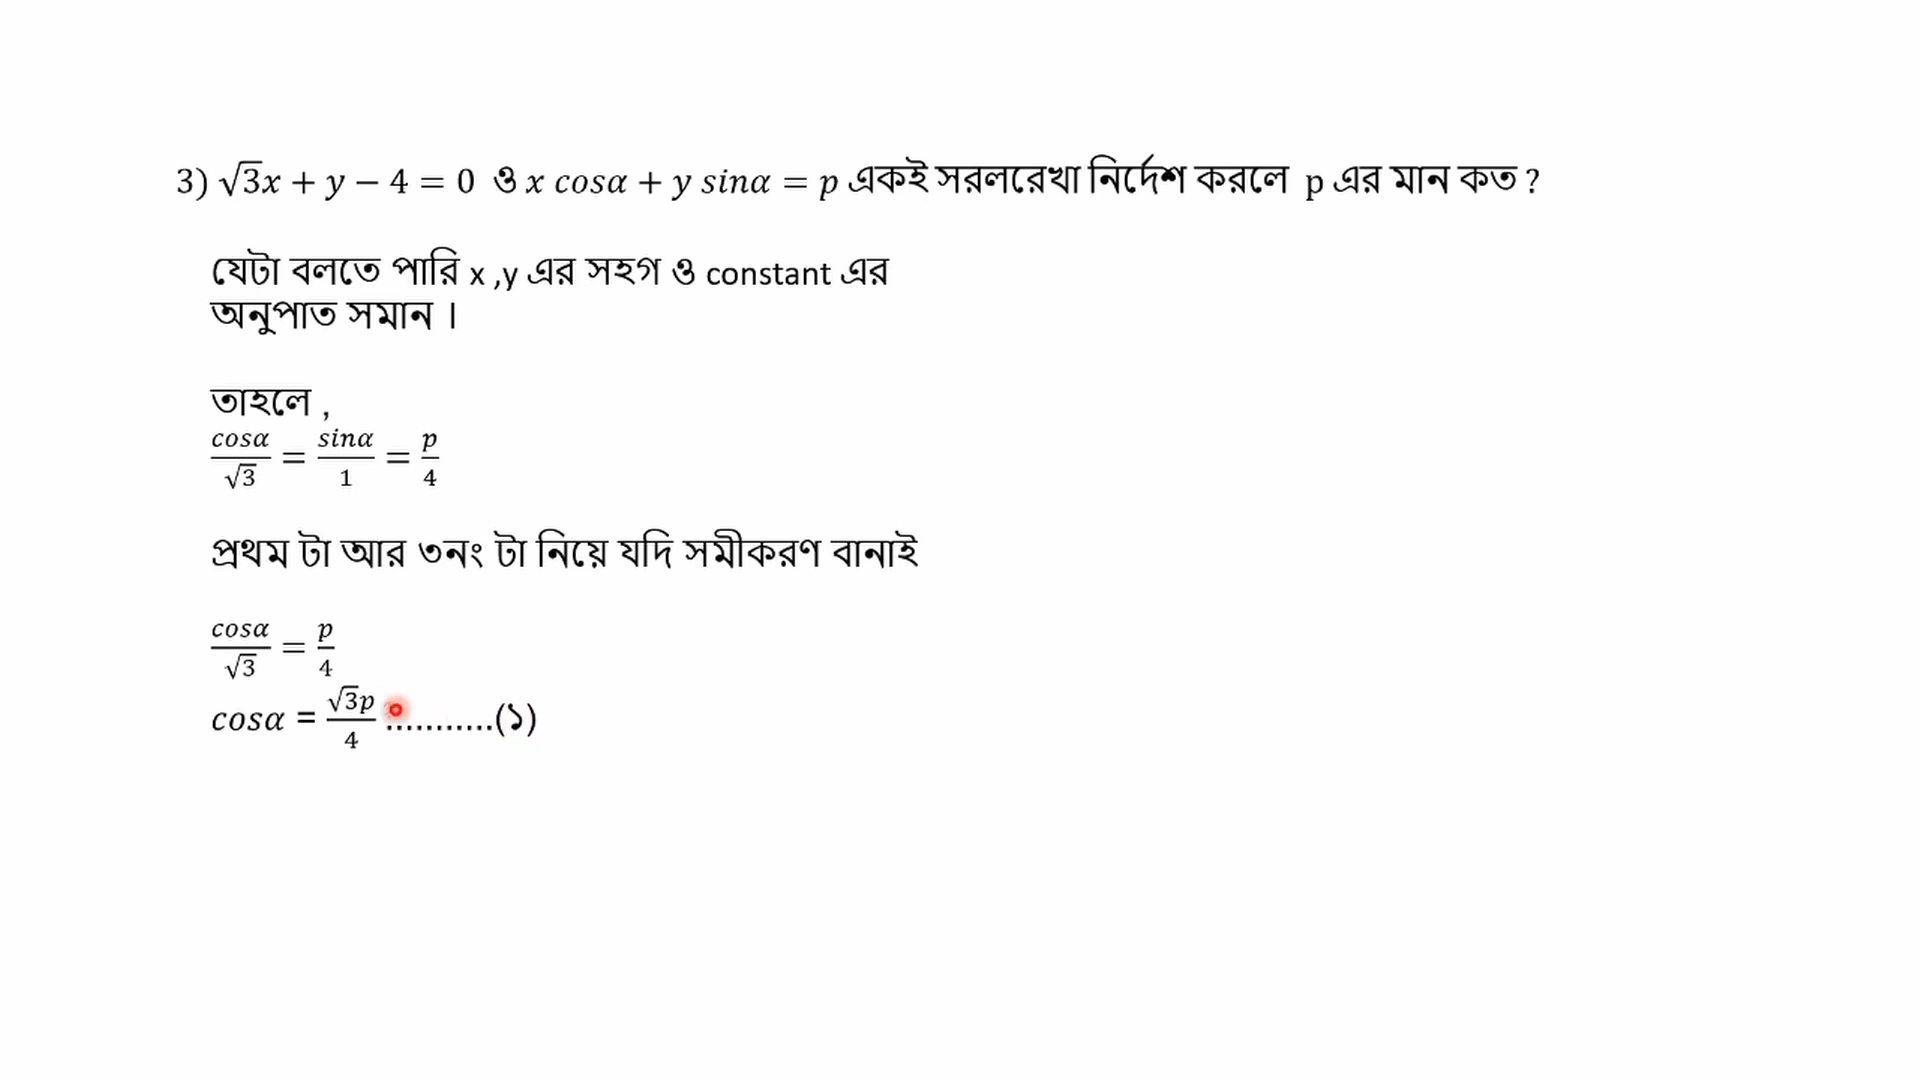 3) √3x + y − 4 = 0 ও x cosα + y sinα = p একই সরলরেখা নির্দেশ করলে p এর মান কত ?
যেটা বলতে পারি x ,y এর সহগ ও constant এর
অনুপাত সমান ।
তাহলে ,
cosα/√3 = sinα/1 = p/4
প্রথম টা আর ৩নং টা নিয়ে যদি সমীকরণ বানাই
cosα/√3 = p/4
cosα = √3p/4 ...........(১)